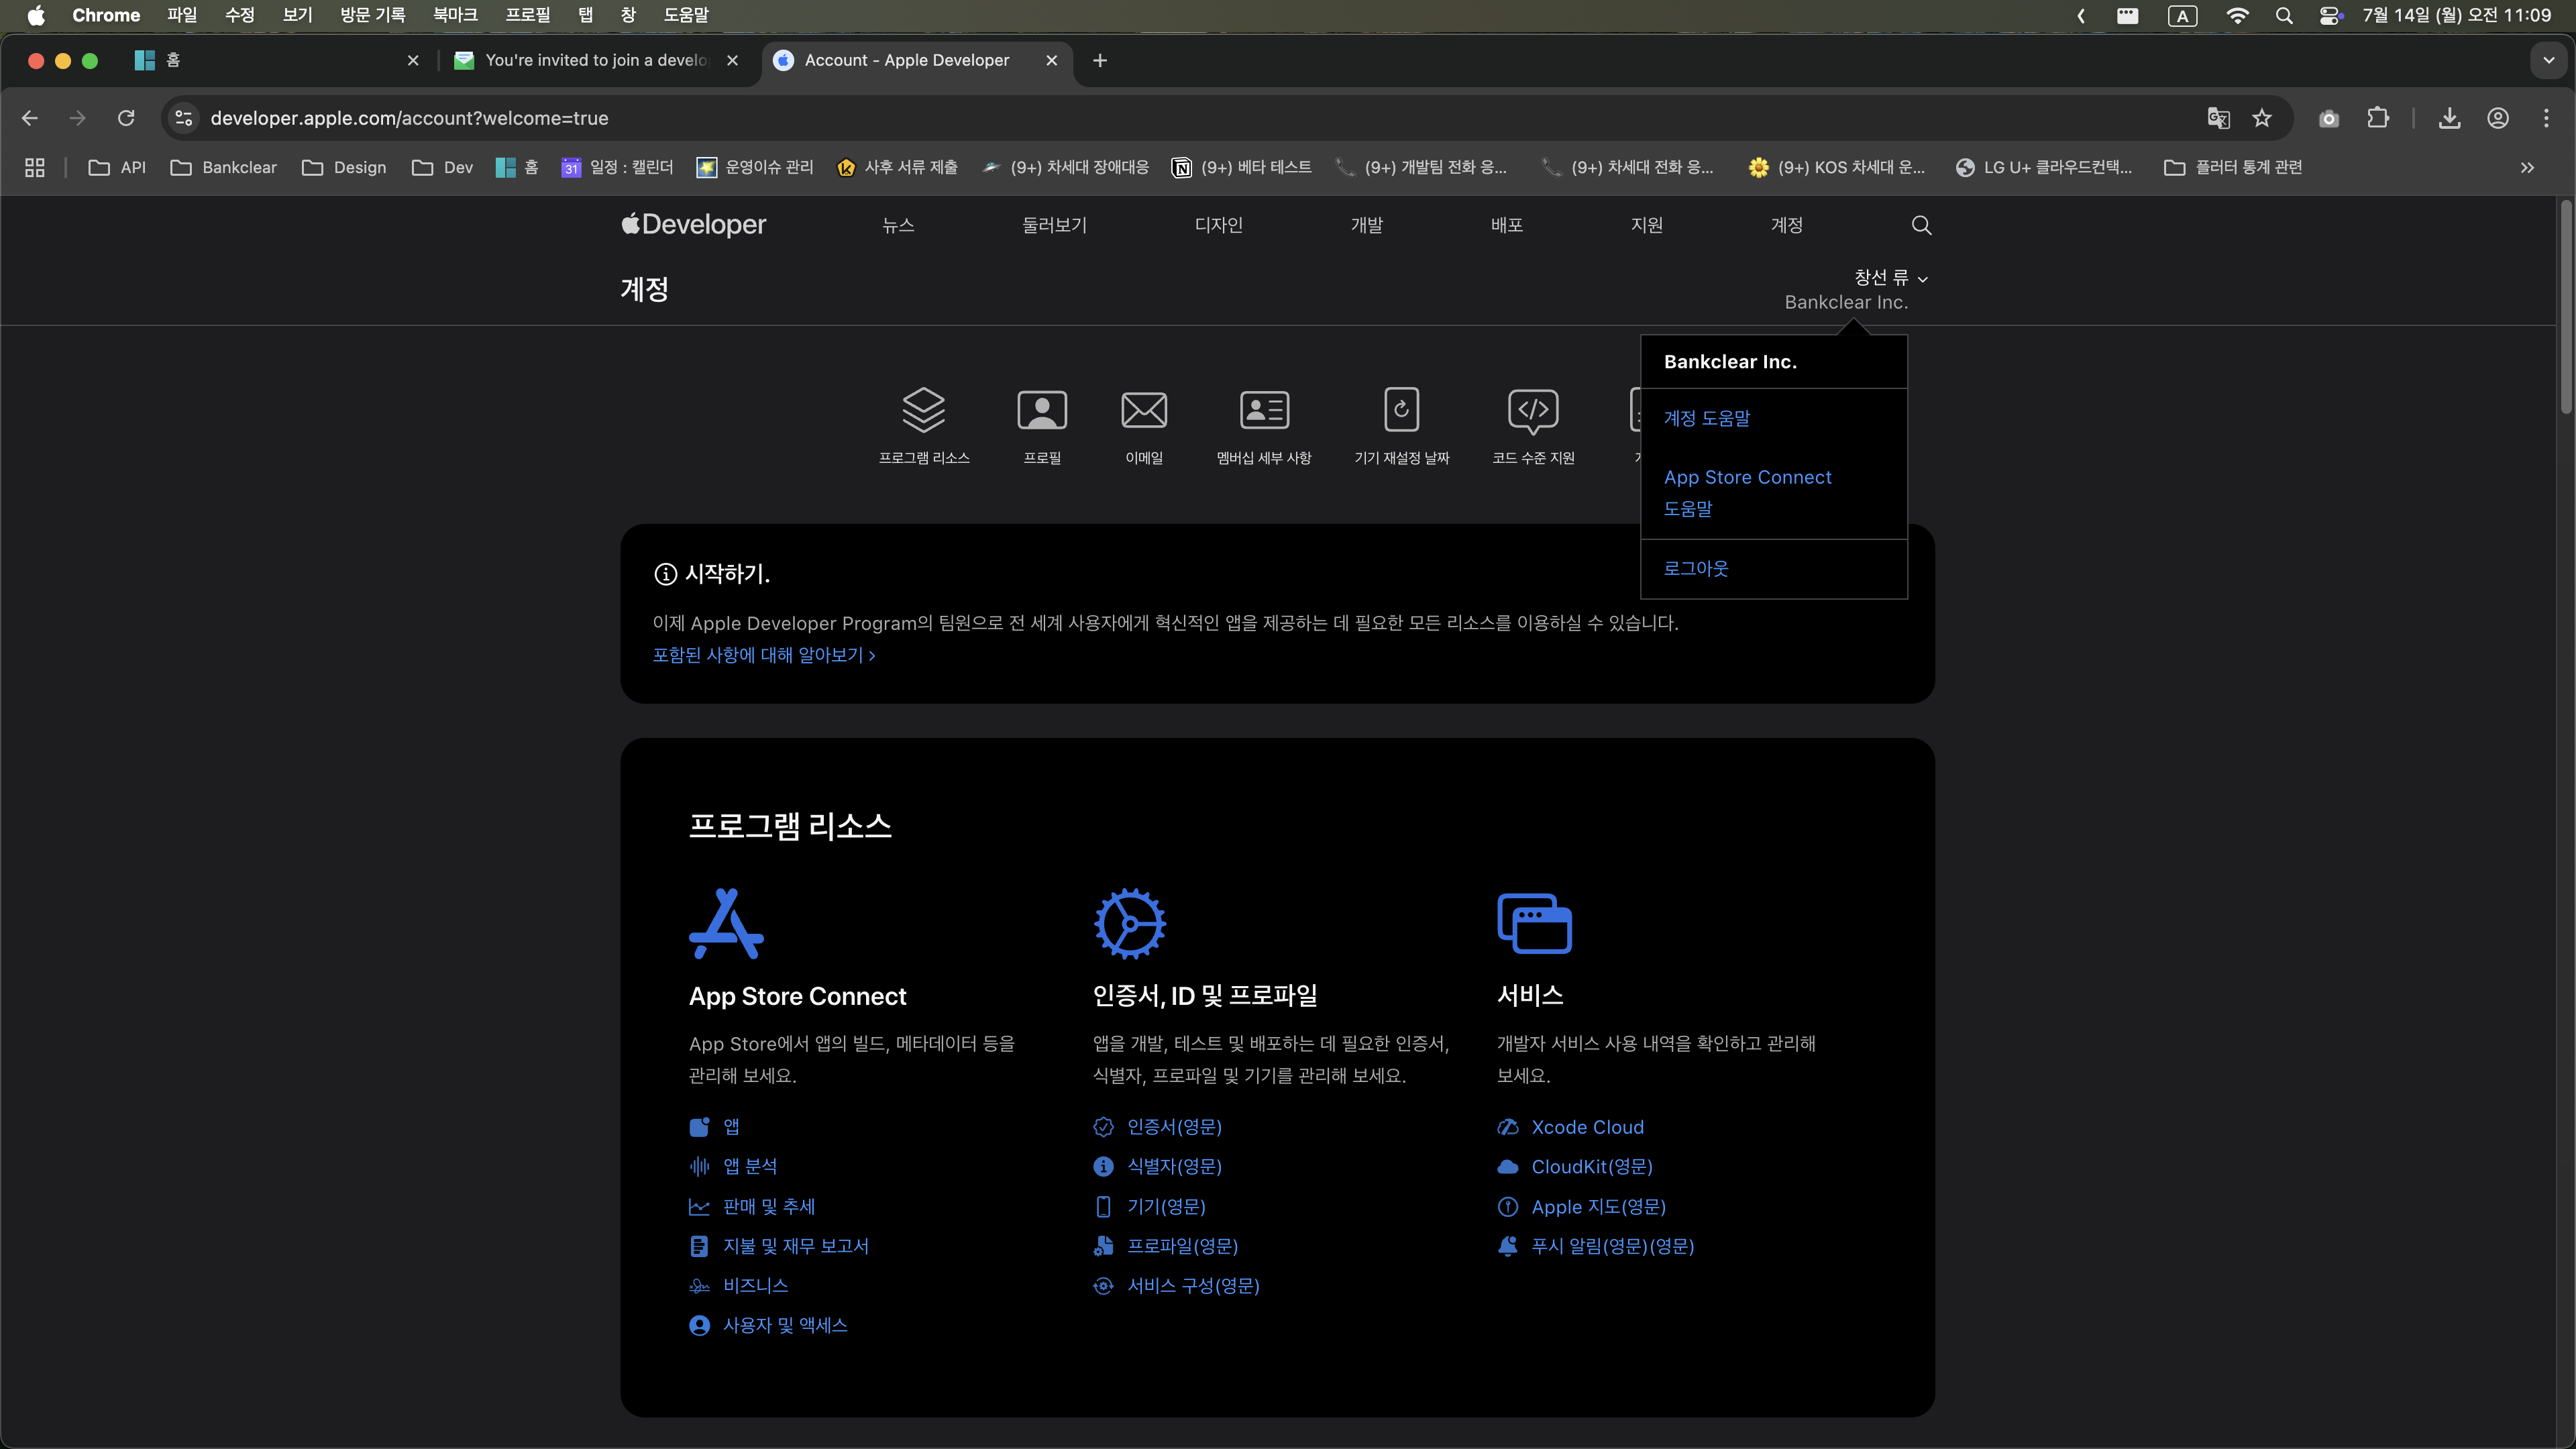 Chrome 파일 수정 보기 방문 기록 북마크 프로필 탭 창 도움말 A 7월 14일 (월) 오전 11:09
홈 You're invited to join a develo Account - Apple Developer
developer.apple.com/account?welcome=true
API Bankclear Design Dev 홈 31 일정 : 캘린더 운영이슈 관리 사후 서류 제출 (9+) 차세대 장애대응 (9+) 베타 테스트 (9+) 개발팀 전화 응... (9+) 차세대 전화 응... (9+) KOS 차세대 운... LG U+ 클라우드컨택... 플러터 통계 관련
Developer 뉴스 둘러보기 디자인 개발 배포 지원 계정
계정
창선 류
Bankclear Inc.
Bankclear Inc.
계정 도움말
App Store Connect
도움말
로그아웃
프로그램 리소스 프로필 이메일 멤버십 세부 사항 기기 재설정 날짜 코드 수준 지원
시작하기.
이제 Apple Developer Program의 팀원으로 전 세계 사용자에게 혁신적인 앱을 제공하는 데 필요한 모든 리소스를 이용하실 수 있습니다.
포함된 사항에 대해 알아보기 ›
프로그램 리소스
App Store Connect
App Store에서 앱의 빌드, 메타데이터 등을
관리해 보세요.
앱
앱 분석
판매 및 추세
지불 및 재무 보고서
비즈니스
사용자 및 액세스
인증서, ID 및 프로파일
앱을 개발, 테스트 및 배포하는 데 필요한 인증서,
식별자, 프로파일 및 기기를 관리해 보세요.
인증서(영문)
식별자(영문)
기기(영문)
프로파일(영문)
서비스 구성(영문)
서비스
개발자 서비스 사용 내역을 확인하고 관리해
보세요.
Xcode Cloud
CloudKit(영문)
Apple 지도(영문)
푸시 알림(영문)(영문)